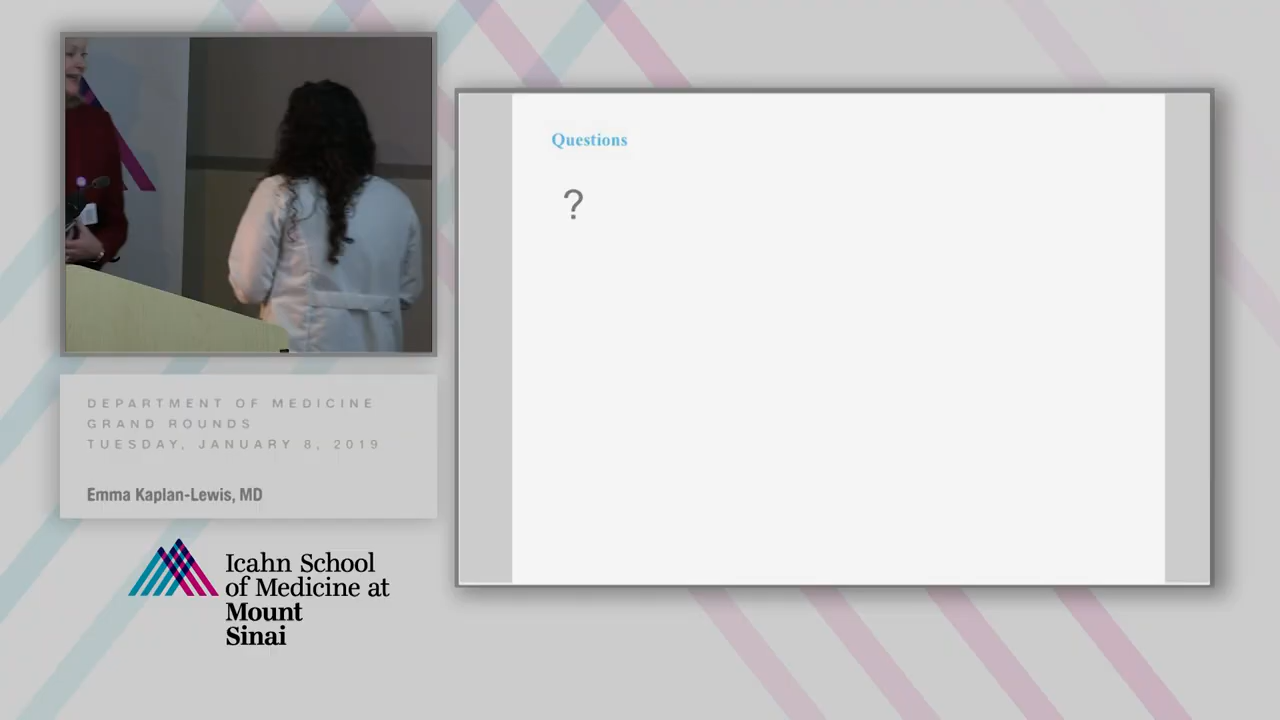 DEPARTMENT OF MEDICINE
GRAND ROUNDS
TUESDAY, JANUARY 8, 2019
Emma Kaplan-Lewis, MD
Icahn School
of Medicine at
Mount
Sinai
Questions
?